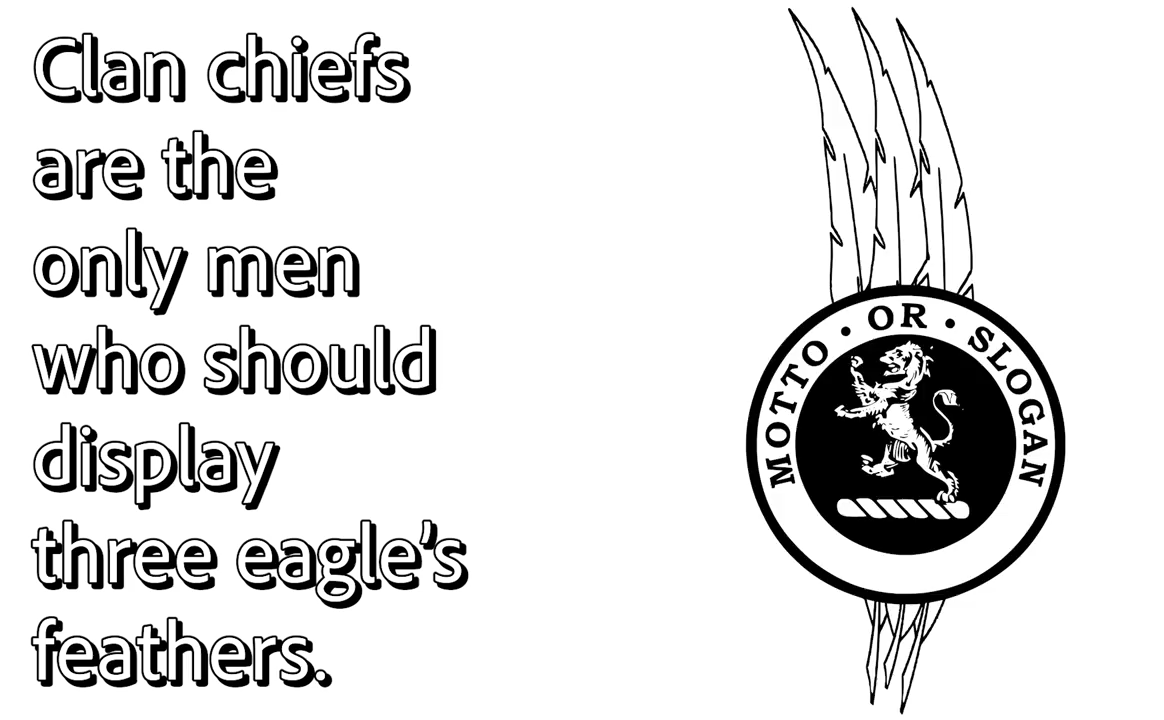 Clan chiefs
are the
only men
who should
display
three eagle's
feathers.
MOTTO • OR • SLOGAN